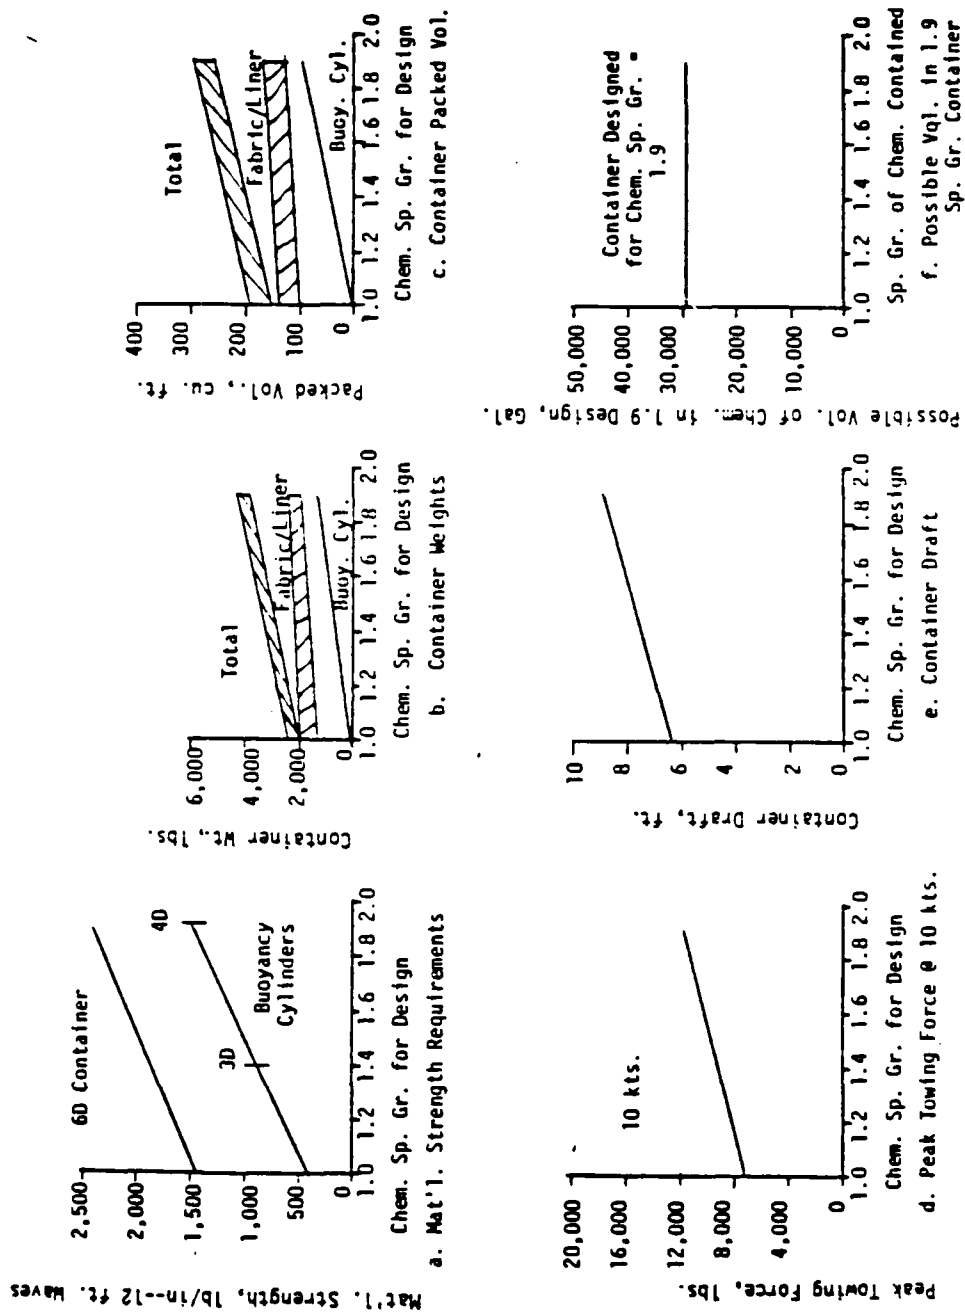 Mat'l. Strength, lb/in--12 ft. Waves
2,500
2,000
1,500
1,000
500
0
6D Container
4D
3D
Buoyancy
Cylinders
1.0 1.2 1.4 1.6 1.8 2.0
Chem. Sp. Gr. for Design
a. Mat'l. Strength Requirements
Container Wt., lbs.
6,000
4,000
2,000
0
Total
Fabric/Liner
Buoy. Cyl.
1.0 1.2 1.4 1.6 1.8 2.0
Chem. Sp. Gr. for Design
b. Container Weights
Packed Vol., cu. ft.
400
300
200
100
0
Total
Fabric/Liner
Buoy. Cyl.
1.0 1.2 1.4 1.6 1.8 2.0
Chem. Sp. Gr. for Design
c. Container Packed Vol.
Peak Towing Force, lbs.
20,000
16,000
12,000
8,000
4,000
0
10 kts.
1.0 1.2 1.4 1.6 1.8 2.0
Chem. Sp. Gr. for Design
d. Peak Towing Force @ 10 kts.
Container Draft, ft.
10
8
6
4
2
0
1.0 1.2 1.4 1.6 1.8 2.0
Chem. Sp. Gr. for Design
e. Container Draft
Possible Vol. of Chem. in 1.9 Design, Gal.
50,000
40,000
30,000
20,000
10,000
0
Container Designed
for Chem. Sp. Gr. =
1.9
1.0 1.2 1.4 1.6 1.8 2.0
Sp. Gr. of Chem. Contained
f. Possible Vol. in 1.9
Sp. Gr. Container